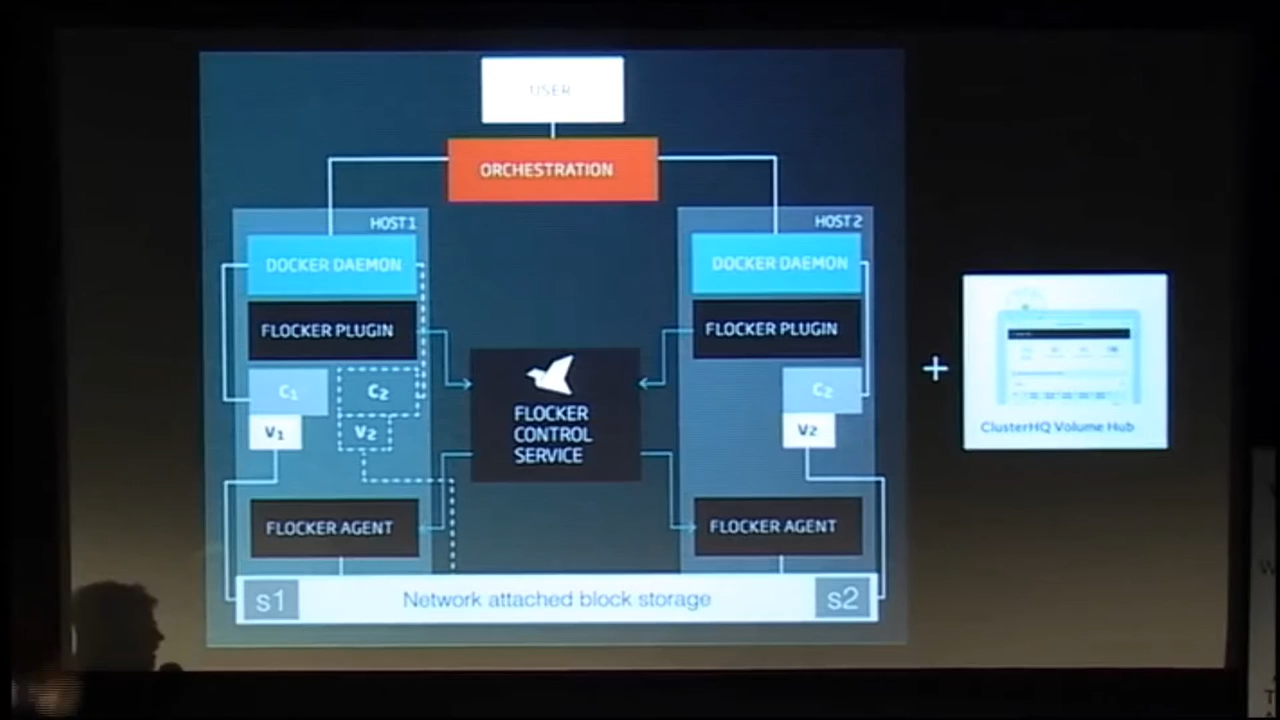 USER
ORCHESTRATION
HOST 1
HOST 2
DOCKER DAEMON
DOCKER DAEMON
FLOCKER PLUGIN
FLOCKER PLUGIN
C1
C2
C2
V1
V2
V2
FLOCKER
CONTROL
SERVICE
+
ClusterHQ Volume Hub
FLOCKER AGENT
FLOCKER AGENT
s1
Network attached block storage
s2